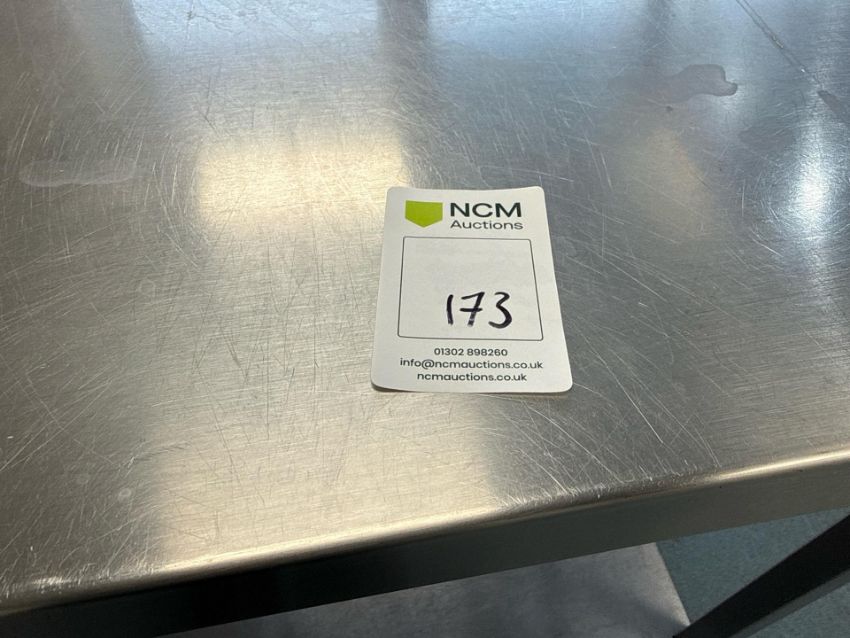 NCM
Auctions
173
01302 898260
info@ncmauctions.co.uk
ncmauctions.co.uk